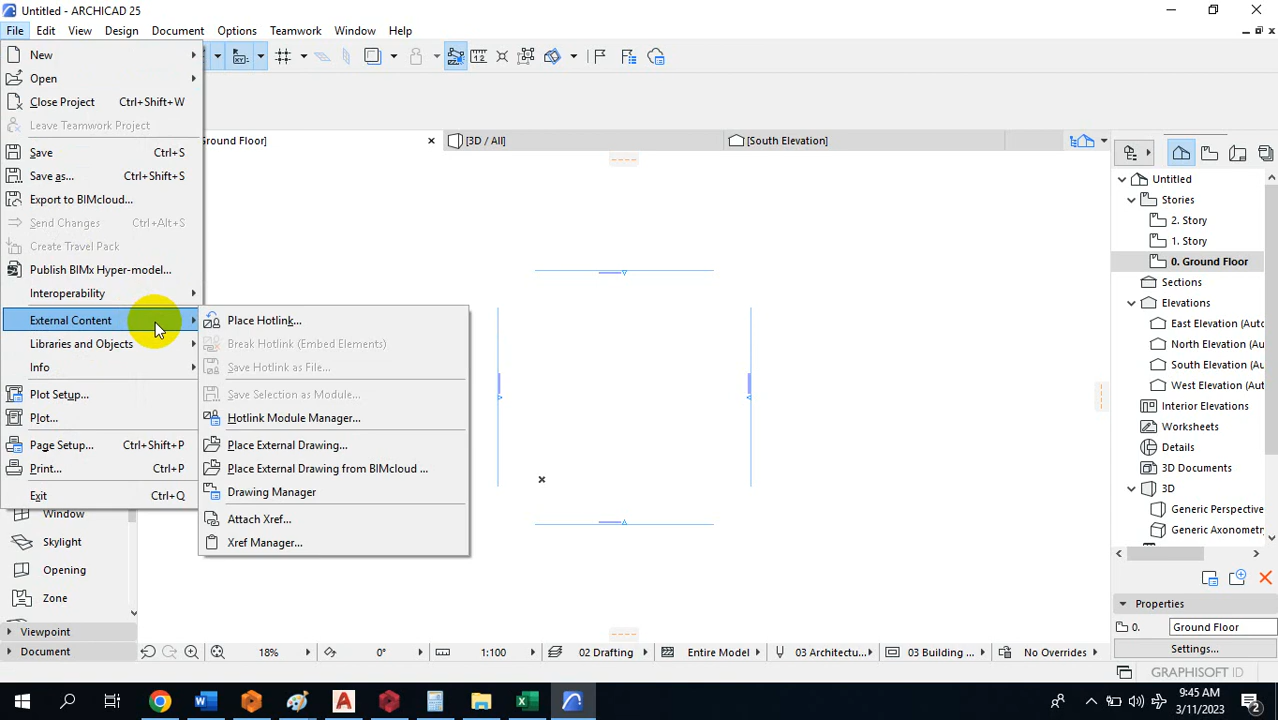 Untitled - ARCHICAD 25
File Edit View Design Document Options Teamwork Window Help
New
Open
Close Project Ctrl+Shift+W
Leave Teamwork Project
Save Ctrl+S
Save as... Ctrl+Shift+S
Export to BIMcloud...
Send Changes Ctrl+Alt+S
Create Travel Pack
Publish BIMx Hyper-model...
Interoperability
External Content
Libraries and Objects
Info
Plot Setup...
Plot...
Page Setup... Ctrl+Shift+P
Print... Ctrl+P
Exit Ctrl+Q
Place Hotlink...
Break Hotlink (Embed Elements)
Save Hotlink as File...
Save Selection as Module...
Hotlink Module Manager...
Place External Drawing...
Place External Drawing from BIMcloud ...
Drawing Manager
Attach Xref...
Xref Manager...
Window
Skylight
Opening
Zone
Viewpoint
Document
Ground Floor]
[3D / All]
[South Elevation]
Untitled
Stories
2. Story
1. Story
0. Ground Floor
Sections
Elevations
East Elevation (Auto
North Elevation (Au
South Elevation (Au
West Elevation (Aut
Interior Elevations
Worksheets
Details
3D Documents
3D
Generic Perspective
Generic Axonometry
Properties
0. Ground Floor
Settings...
18% 0° 1:100 02 Drafting Entire Model 03 Architectu... 03 Building ... No Overrides
GRAPHISOFT ID
9:45 AM
3/11/2023
2